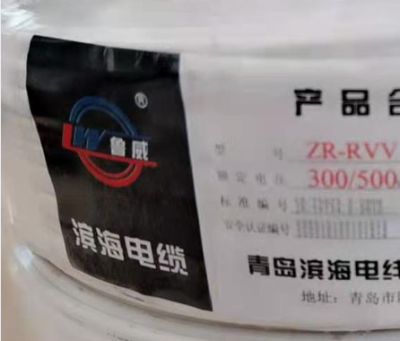 鲁威®
滨海电缆
产品合
型 号 ZR-RVV
额定电压 300/500
标准编号
安全认证编号
青岛滨海电线
地址:青岛市